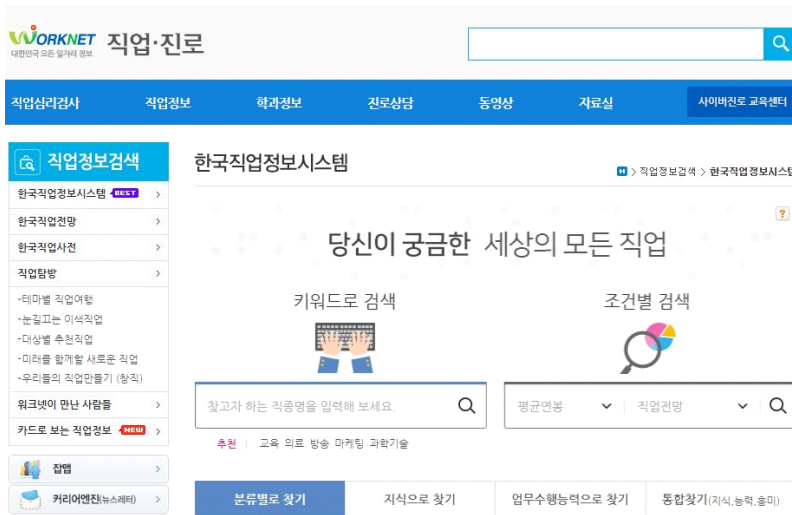 WORKNET 직업·진로
대한민국 모든 일자리 정보
직업심리검사 직업정보 학과정보 진로상담 동영상 자료실 사이버진로 교육센터
직업정보검색
한국직업정보시스템 BEST
한국직업전망
한국직업사전
직업탐방
-테마별 직업여행
-눈길끄는 이색직업
-대상별 추천직업
-미래를 함께할 새로운 직업
-우리들의 직업만들기 (창직)
워크넷이 만난 사람들
카드로 보는 직업정보 NEW
잡맵
커리어엔진(뉴스레터)
한국직업정보시스템
H > 직업정보검색 > 한국직업정보시스템
?
당신이 궁금한 세상의 모든 직업
키워드로 검색 조건별 검색
찾고자 하는 직종명을 입력해 보세요. 평균연봉 직업전망
추천 | 교육 의료 방송 마케팅 과학기술
분류별로 찾기 지식으로 찾기 업무수행능력으로 찾기 통합찾기(지식,능력,흥미)